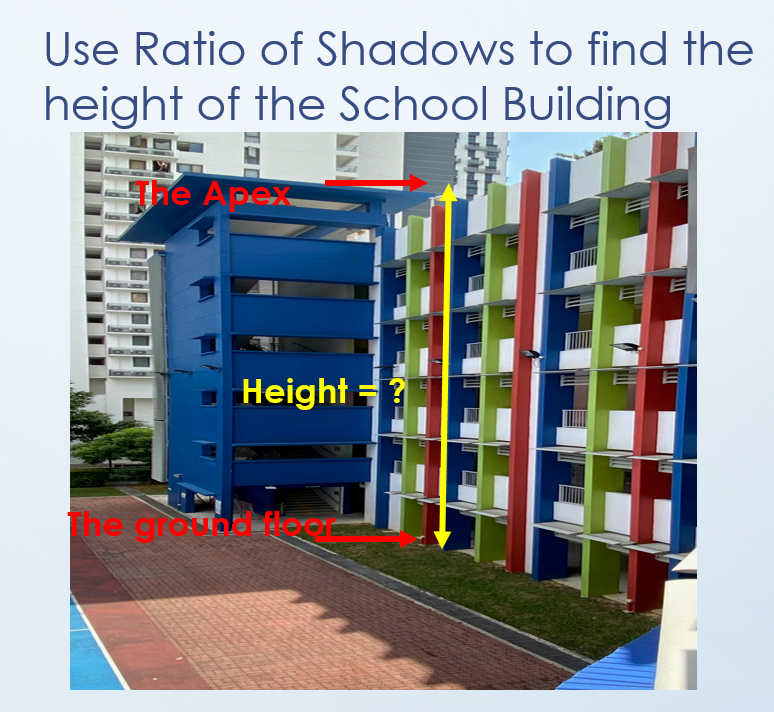 Use Ratio of Shadows to find the
height of the School Building
The Apex
Height = ?
The ground floor